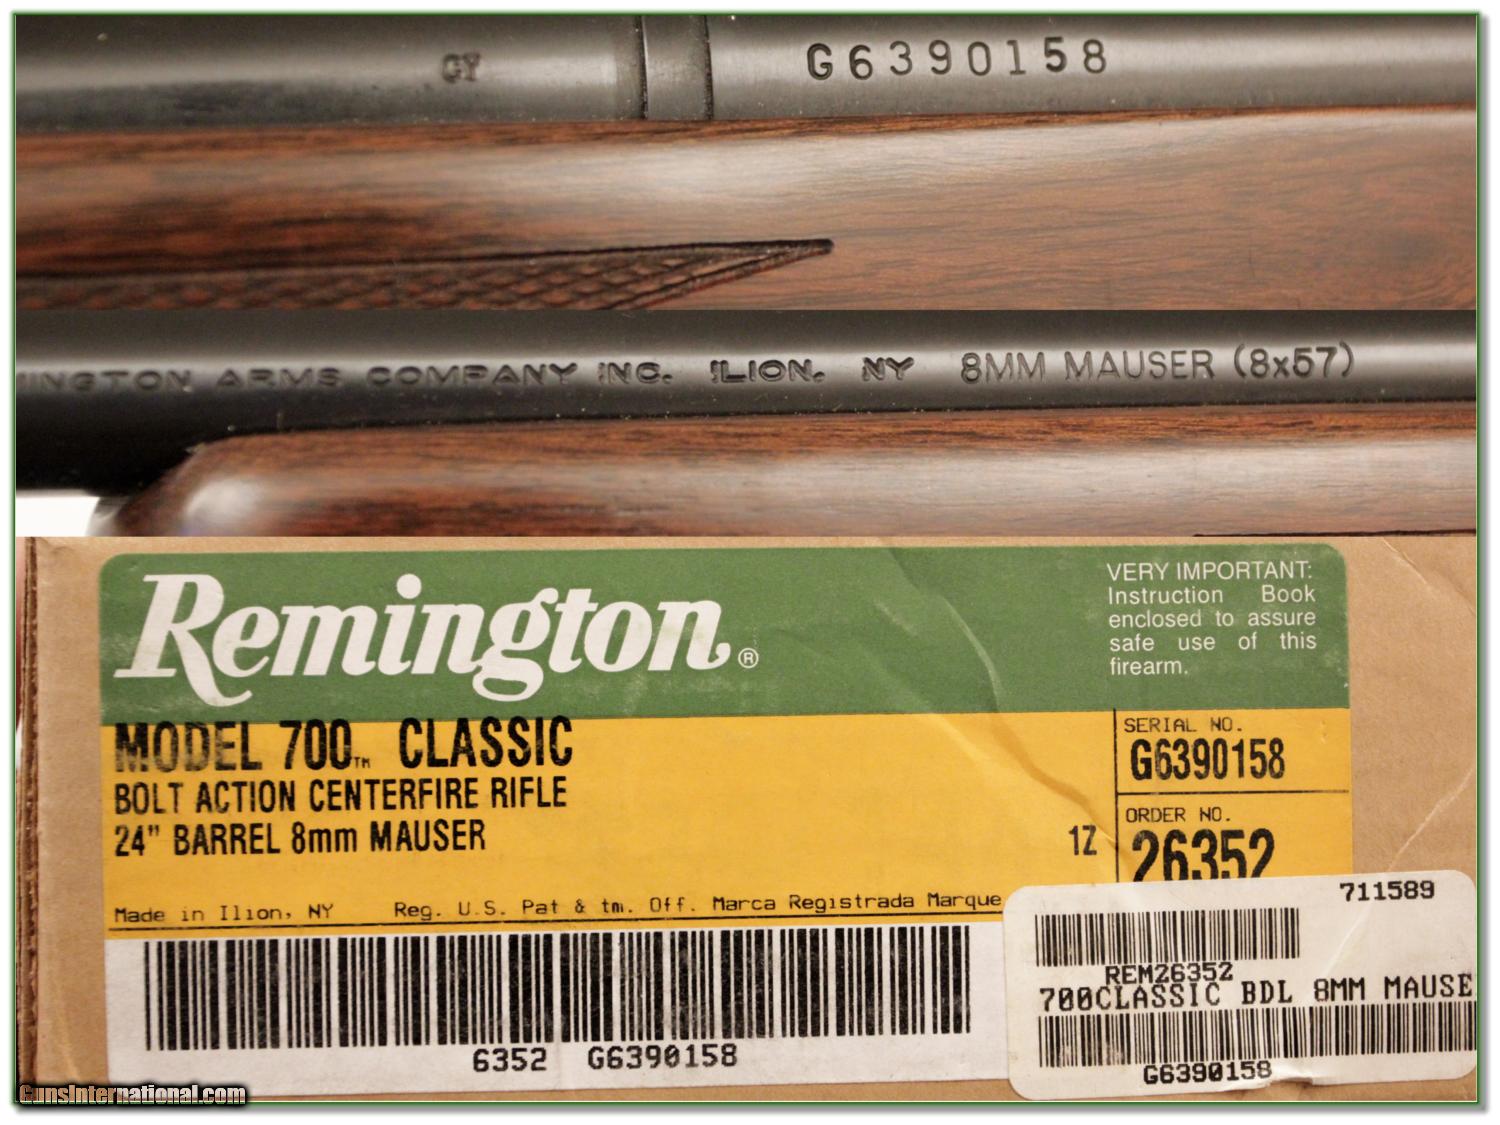 CY
G6390158
MINGTON ARMS COMPANY INC. ILION, NY 8MM MAUSER (8x57)
Remington®
VERY IMPORTANT:
Instruction Book
enclosed to assure
safe use of this
firearm.
MODEL 700™ CLASSIC
BOLT ACTION CENTERFIRE RIFLE
24" BARREL 8mm MAUSER
1Z
SERIAL NO.
G6390158
ORDER NO.
26352
Made in Ilion, NY Reg. U.S. Pat & tm. Off. Marca Registrada Marque
6352 G6390158
711589
REM26352
700CLASSIC BDL 8MM MAUSE
G6390158
GunsInternational.com